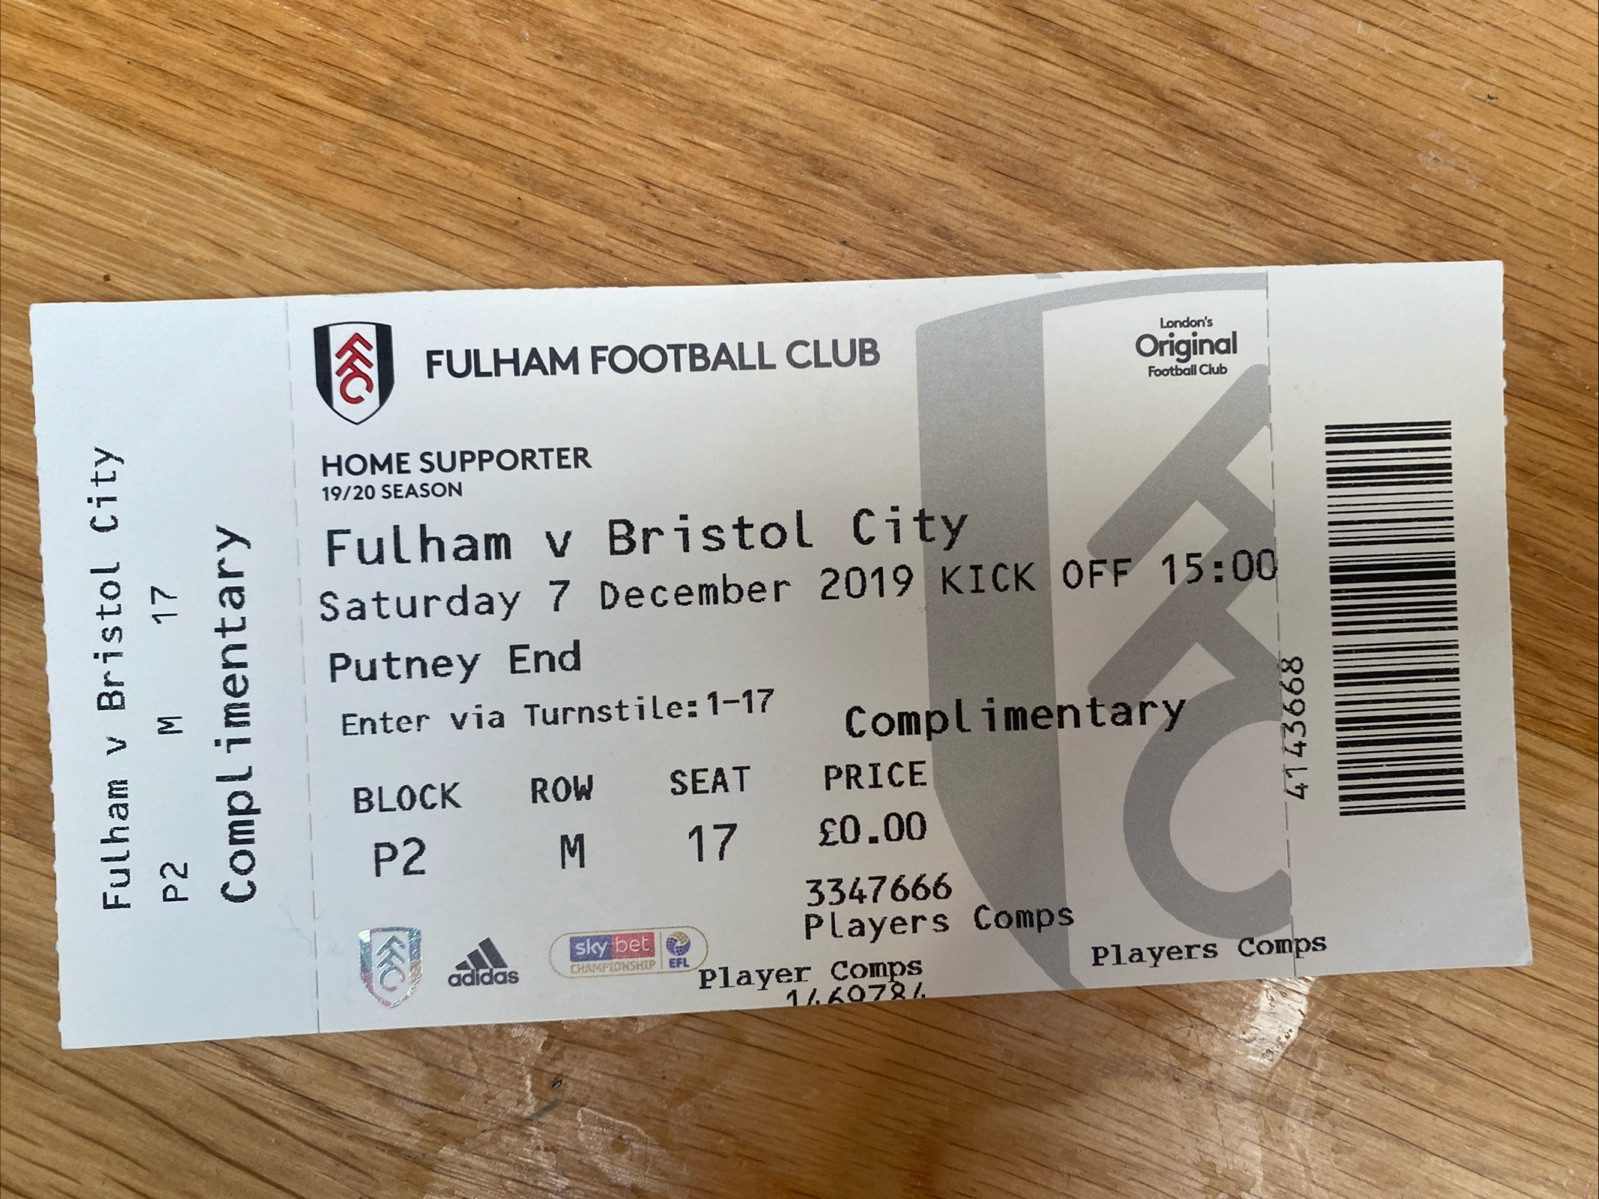 Fulham v Bristol City
P2 M 17
Complimentary
FFC
FULHAM FOOTBALL CLUB
London's
Original
Football Club
HOME SUPPORTER
19/20 SEASON
Fulham v Bristol City
Saturday 7 December 2019 KICK OFF 15:00
Putney End
Enter via Turnstile:1-17
Complimentary
BLOCK ROW SEAT PRICE
P2 M 17 £0.00
3347666
Players Comps
FFC
adidas
sky bet
CHAMPIONSHIP
EFL
Player Comps
1460784
Players Comps
4143668